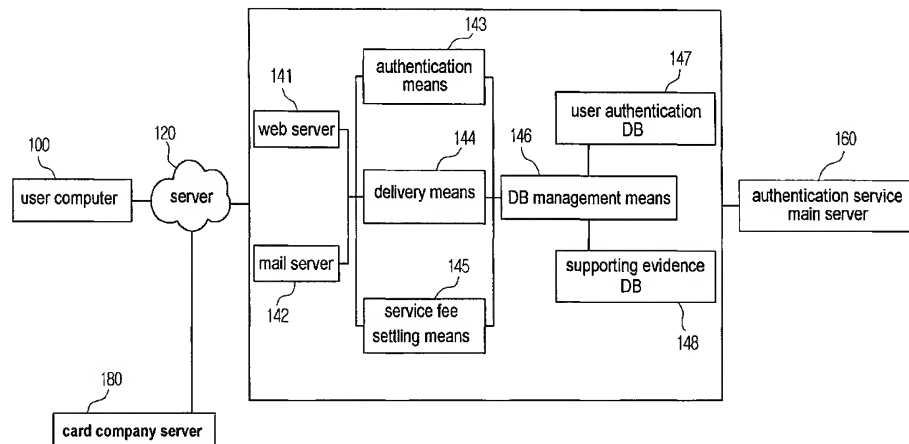 143
authentication
means
147
141
user authentication
DB
web server
146
160
120
144
100
user computer
server
delivery means
DB management means
authentication service
main server
mail server
142
145
supporting evidence
DB
service fee
settling means
148
180
card company server